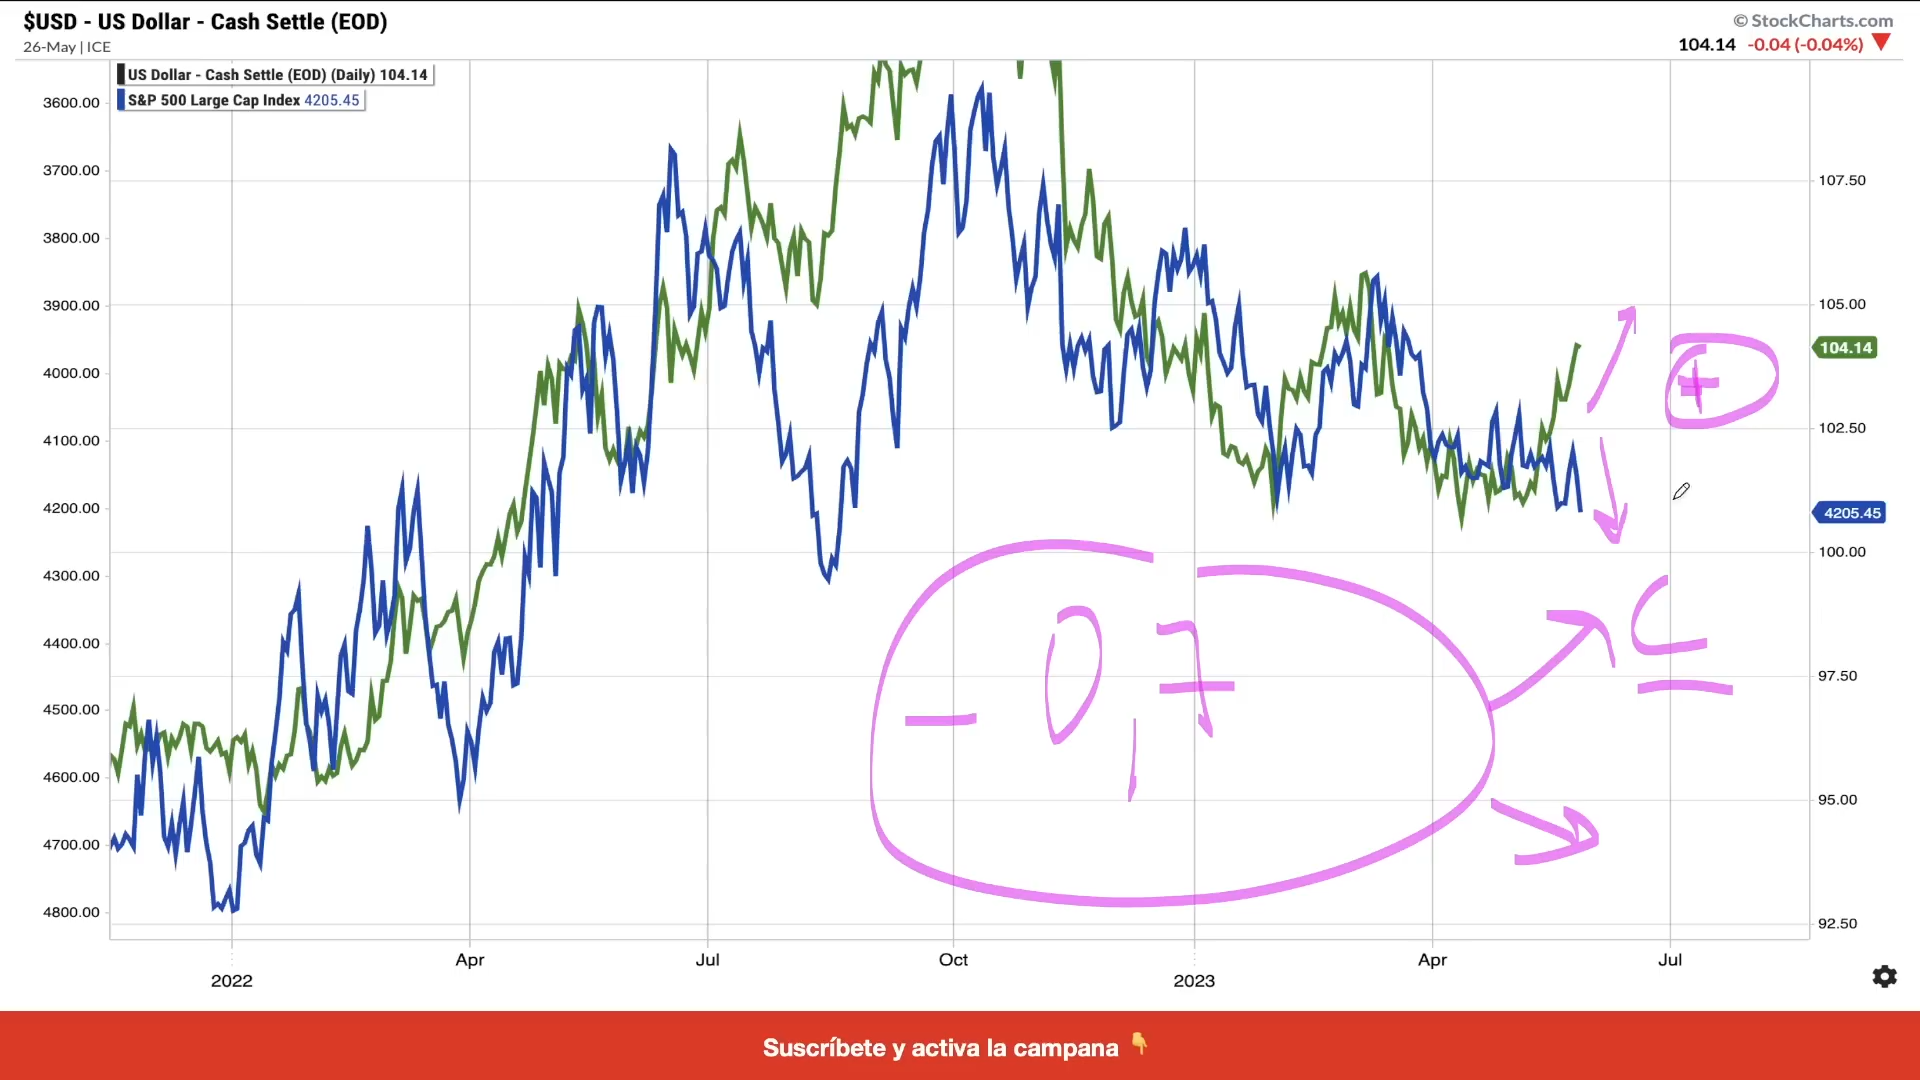 $USD - US Dollar - Cash Settle (EOD)
© StockCharts.com
26-May | ICE
104.14 -0.04 (-0.04%)
US Dollar - Cash Settle (EOD) (Daily) 104.14
S&P 500 Large Cap Index 4205.45
3600.00
3700.00
3800.00
3900.00
4000.00
4100.00
4200.00
4300.00
4400.00
4500.00
4600.00
4700.00
4800.00
107.50
105.00
104.14
102.50
4205.45
100.00
97.50
95.00
92.50
+
- 0,7
Apr
Jul
Oct
Apr
Jul
2022
2023
Suscríbete y activa la campana